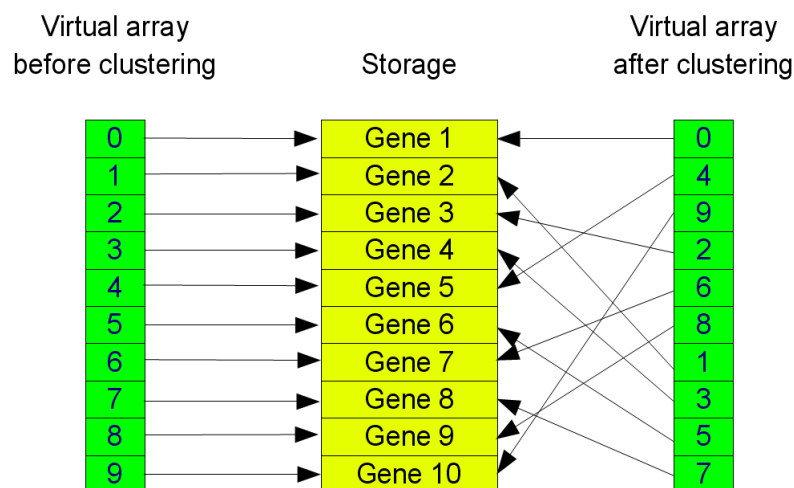 Virtual array
before clustering
Storage
Virtual array
after clustering
0
1
2
3
4
5
6
7
8
9
Gene 1
Gene 2
Gene 3
Gene 4
Gene 5
Gene 6
Gene 7
Gene 8
Gene 9
Gene 10
0
4
9
2
6
8
1
3
5
7